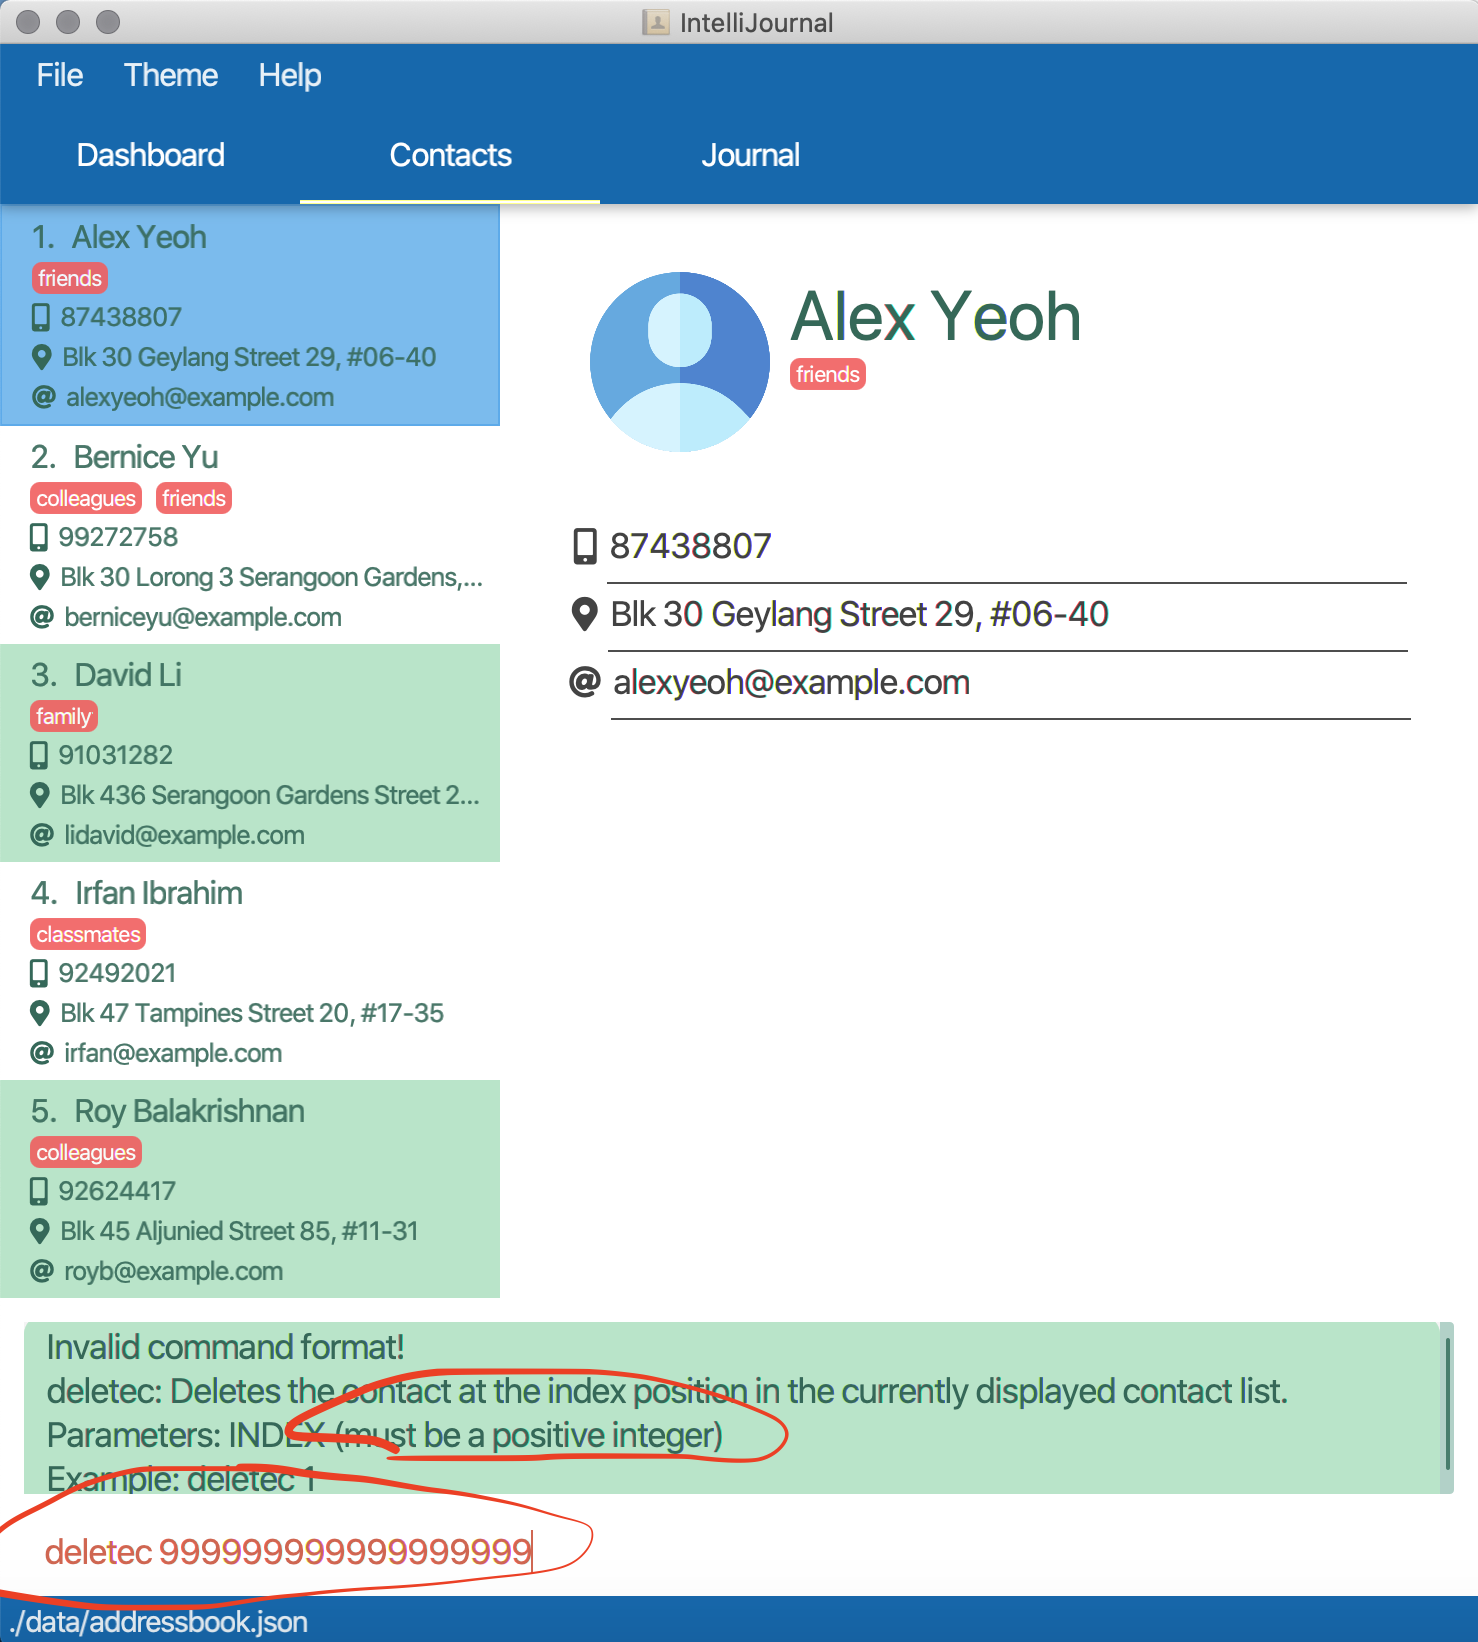 IntelliJournal
File Theme Help
Dashboard Contacts Journal
1. Alex Yeoh
friends
87438807
Blk 30 Geylang Street 29, #06-40
@ alexyeoh@example.com
2. Bernice Yu
colleagues friends
99272758
Blk 30 Lorong 3 Serangoon Gardens,...
@ berniceyu@example.com
3. David Li
family
91031282
Blk 436 Serangoon Gardens Street 2...
@ lidavid@example.com
4. Irfan Ibrahim
classmates
92492021
Blk 47 Tampines Street 20, #17-35
@ irfan@example.com
5. Roy Balakrishnan
colleagues
92624417
Blk 45 Aljunied Street 85, #11-31
@ royb@example.com
Alex Yeoh
friends
87438807
Blk 30 Geylang Street 29, #06-40
@ alexyeoh@example.com
Invalid command format!
deletec: Deletes the contact at the index position in the currently displayed contact list.
Parameters: INDEX (must be a positive integer)
Example: deletec 1
deletec 9999999999999999999
./data/addressbook.json